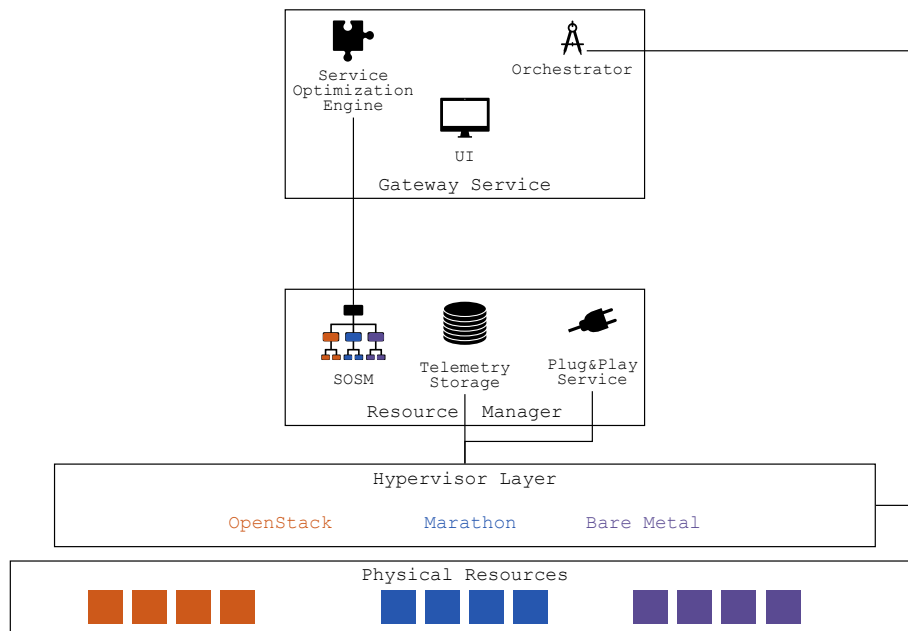 Service
Optimization
Engine
Orchestrator
UI
Gateway Service
SOSM
Telemetry
Storage
Plug&Play
Service
Resource Manager
Hypervisor Layer
OpenStack
Marathon
Bare Metal
Physical Resources